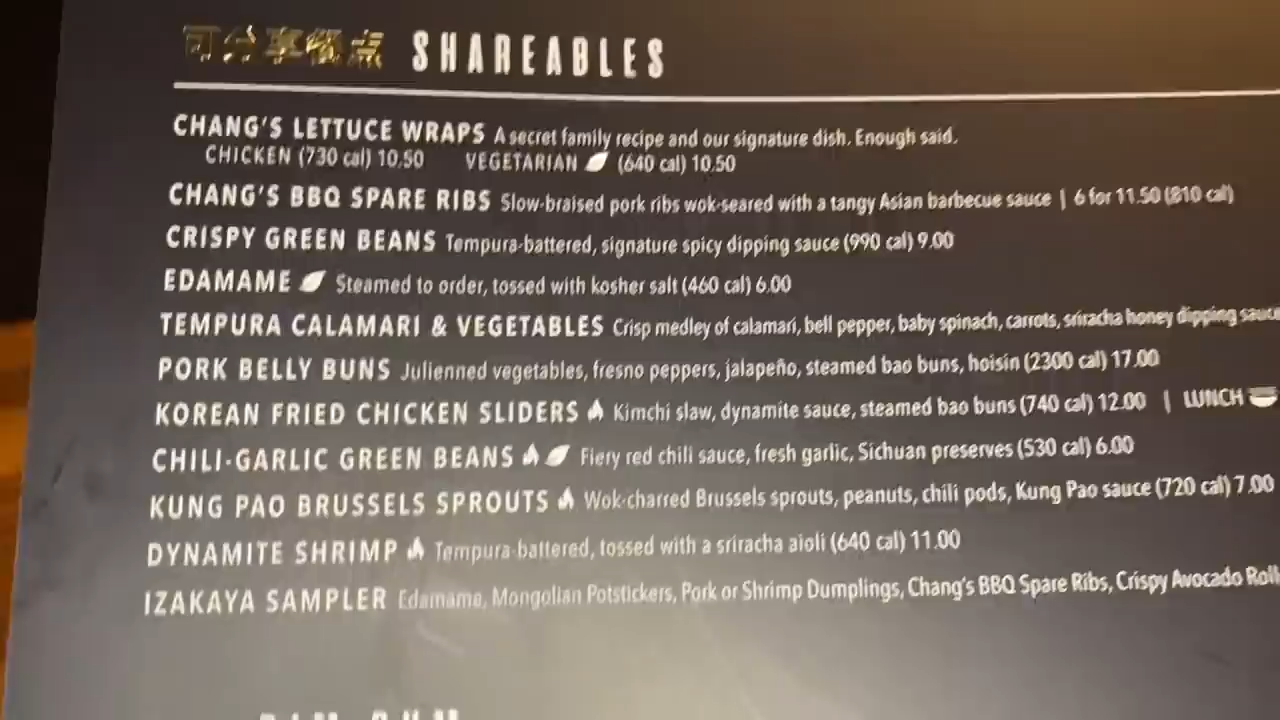 可分享餐点 SHAREABLES
CHANG'S LETTUCE WRAPS A secret family recipe and our signature dish. Enough said.
CHICKEN (730 cal) 10.50 VEGETARIAN (640 cal) 10.50
CHANG'S BBQ SPARE RIBS Slow-braised pork ribs wok-seared with a tangy Asian barbecue sauce | 6 for 11.50 (810 cal)
CRISPY GREEN BEANS Tempura-battered, signature spicy dipping sauce (990 cal) 9.00
EDAMAME Steamed to order, tossed with kosher salt (460 cal) 6.00
TEMPURA CALAMARI & VEGETABLES Crisp medley of calamari, bell pepper, baby spinach, carrots, sriracha honey dipping sauce
PORK BELLY BUNS Julienned vegetables, fresno peppers, jalapeño, steamed bao buns, hoisin (2300 cal) 17.00
KOREAN FRIED CHICKEN SLIDERS Kimchi slaw, dynamite sauce, steamed bao buns (740 cal) 12.00 | LUNCH
CHILI-GARLIC GREEN BEANS Fiery red chili sauce, fresh garlic, Sichuan preserves (530 cal) 6.00
KUNG PAO BRUSSELS SPROUTS Wok-charred Brussels sprouts, peanuts, chili pods, Kung Pao sauce (720 cal) 7.00
DYNAMITE SHRIMP Tempura-battered, tossed with a sriracha aioli (640 cal) 11.00
IZAKAYA SAMPLER Edamame, Mongolian Potstickers, Pork or Shrimp Dumplings, Chang's BBQ Spare Ribs, Crispy Avocado Roll